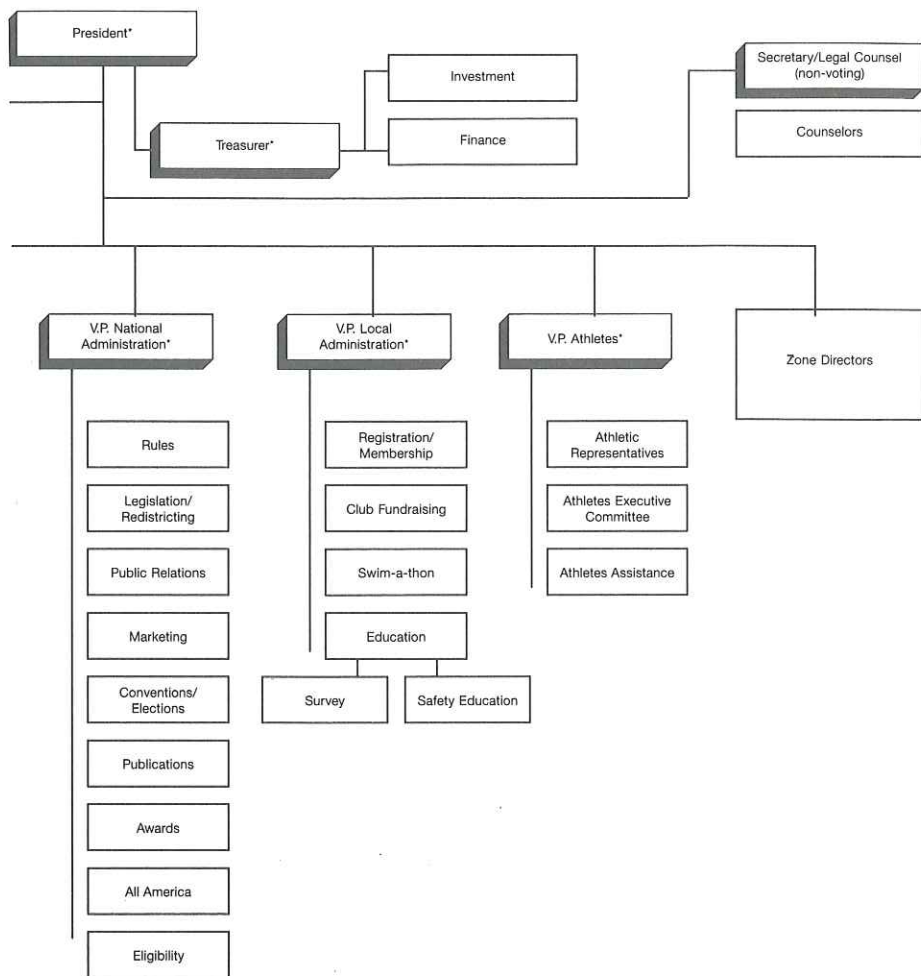 President*
Investment
Secretary/Legal Counsel
(non-voting)
Treasurer*
Finance
Counselors
V.P. National
Administration*
V.P. Local
Administration*
V.P. Athletes*
Zone Directors
Rules
Legislation/
Redistricting
Public Relations
Marketing
Conventions/
Elections
Publications
Awards
All America
Eligibility
Registration/
Membership
Club Fundraising
Swim-a-thon
Education
Survey
Safety Education
Athletic
Representatives
Athletes Executive
Committee
Athletes Assistance